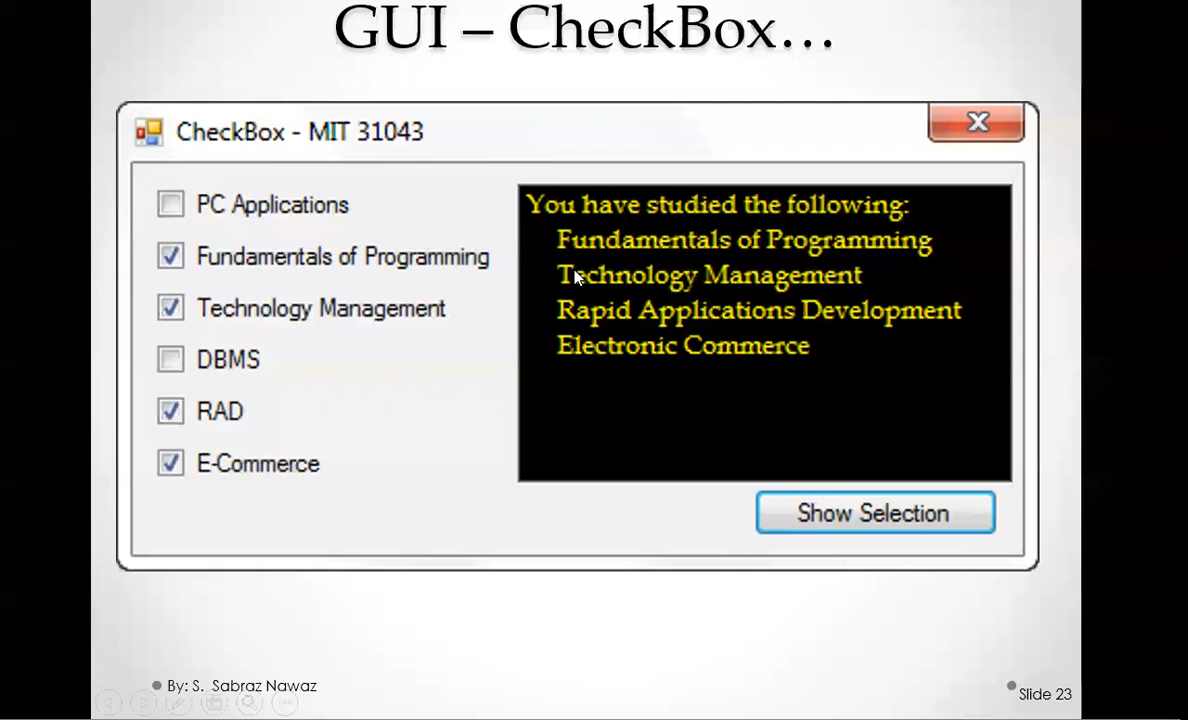 GUI – CheckBox…
CheckBox - MIT 31043
PC Applications
Fundamentals of Programming
Technology Management
DBMS
RAD
E-Commerce
You have studied the following:
Fundamentals of Programming
Technology Management
Rapid Applications Development
Electronic Commerce
Show Selection
By: S. Sabraz Nawaz
Slide 23